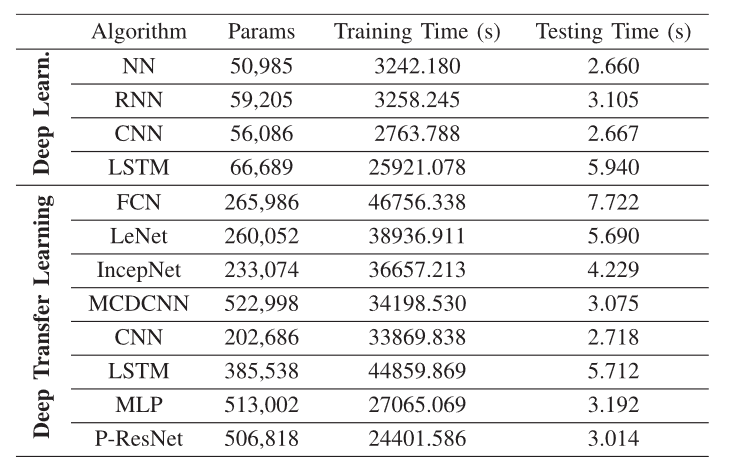 Algorithm Params Training Time (s) Testing Time (s)
Deep Learn.
NN 50,985 3242.180 2.660
RNN 59,205 3258.245 3.105
CNN 56,086 2763.788 2.667
LSTM 66,689 25921.078 5.940
Deep Transfer Learning
FCN 265,986 46756.338 7.722
LeNet 260,052 38936.911 5.690
IncepNet 233,074 36657.213 4.229
MCDCNN 522,998 34198.530 3.075
CNN 202,686 33869.838 2.718
LSTM 385,538 44859.869 5.712
MLP 513,002 27065.069 3.192
P-ResNet 506,818 24401.586 3.014